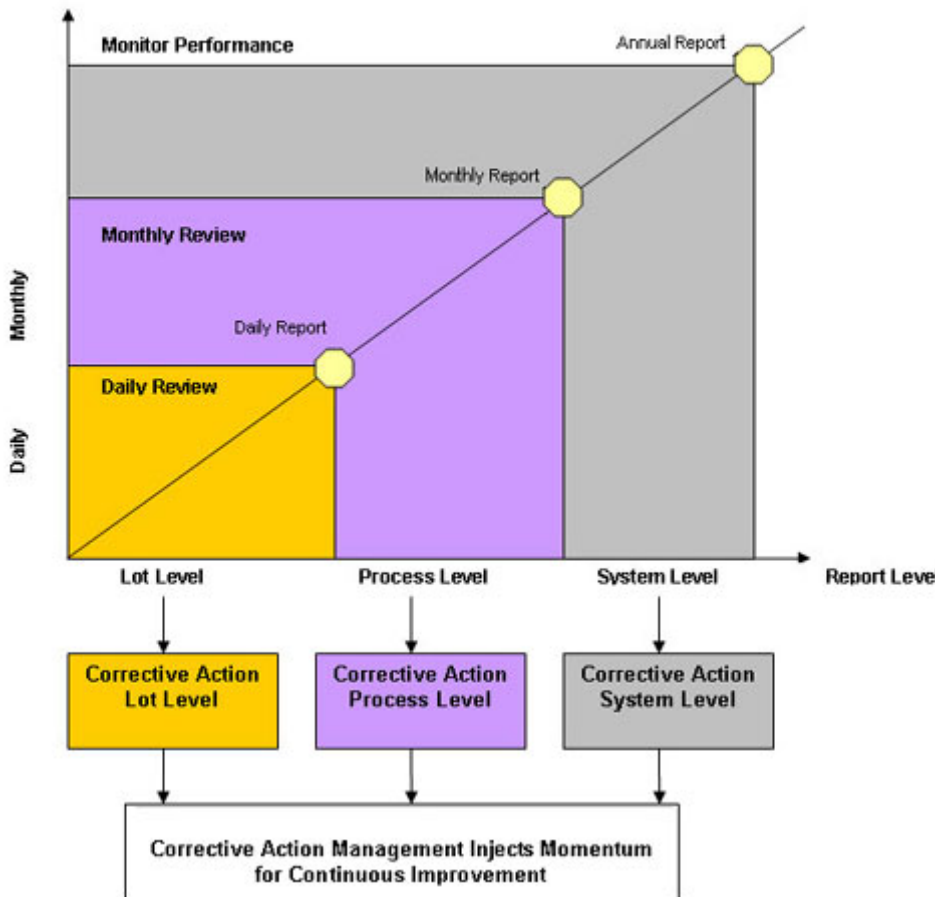 Monitor Performance
Annual Report
Monthly Report
Monthly Review
Daily Report
Daily Review
Monthly
Daily
Lot Level
Process Level
System Level
Report Level
Corrective Action
Lot Level
Corrective Action
Process Level
Corrective Action
System Level
Corrective Action Management Injects Momentum
for Continuous Improvement